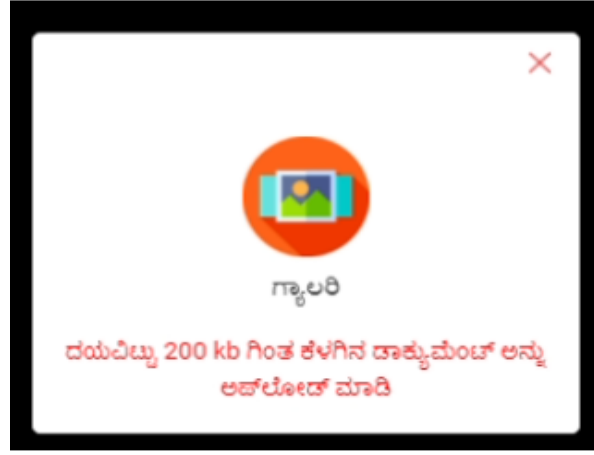 ಗ್ಯಾಲರಿ
ದಯವಿಟ್ಟು 200 kb ಗಿಂತ ಕೆಳಗಿನ ಡಾಕ್ಯುಮೆಂಟ್ ಅನ್ನು
ಅಪ್‌ಲೋಡ್ ಮಾಡಿ